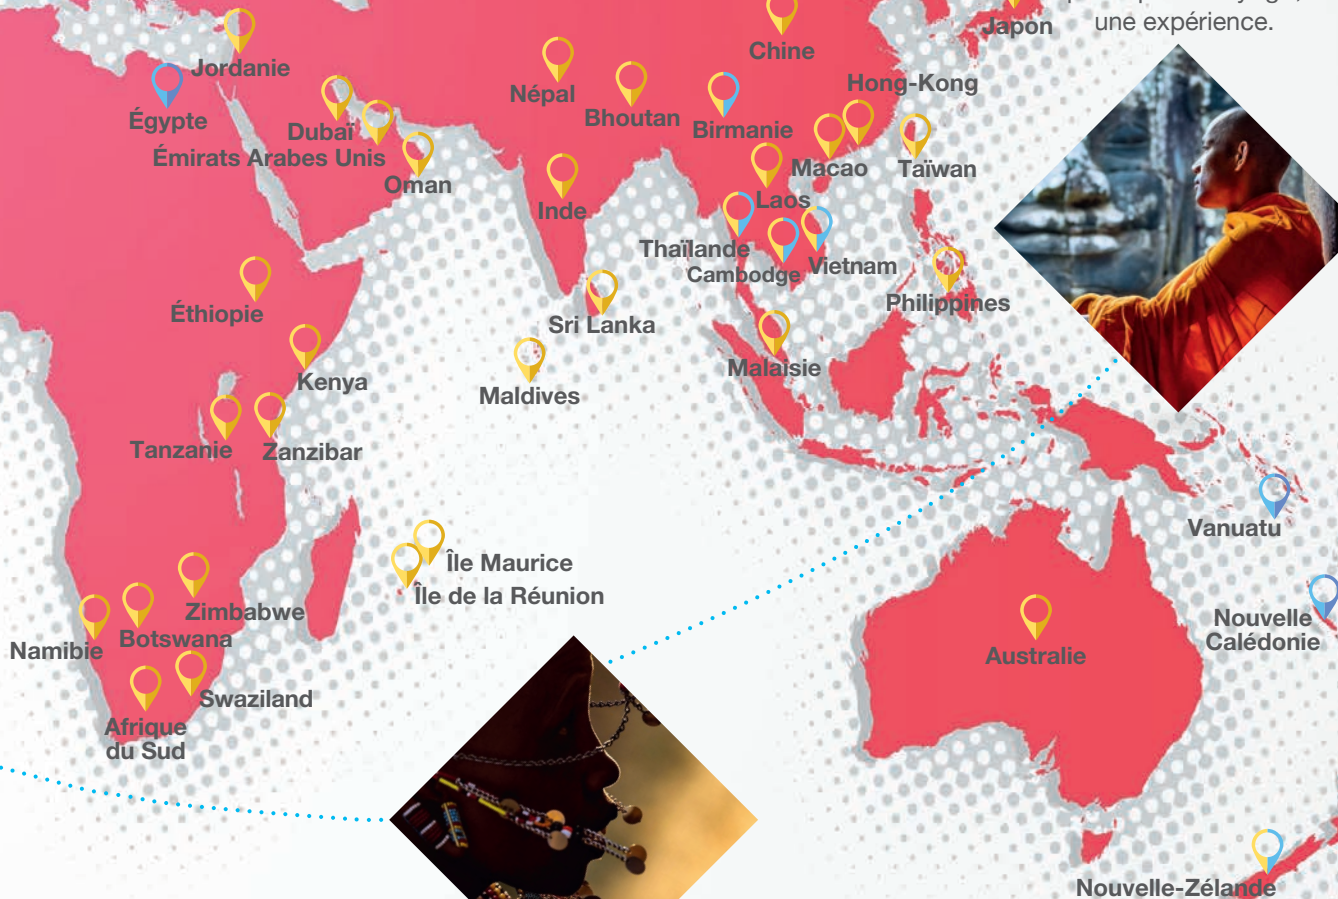 une expérience.
Japon
Chine
Jordanie
Hong-Kong
Népal
Bhoutan
Birmanie
Égypte
Dubaï
Émirats Arabes Unis
Macao
Taïwan
Oman
Laos
Inde
Thaïlande
Vietnam
Cambodge
Philippines
Éthiopie
Sri Lanka
Malaisie
Kenya
Maldives
Tanzanie
Zanzibar
Vanuatu
Île Maurice
Île de la Réunion
Zimbabwe
Nouvelle
Calédonie
Botswana
Namibie
Australie
Swaziland
Afrique
du Sud
Nouvelle-Zélande